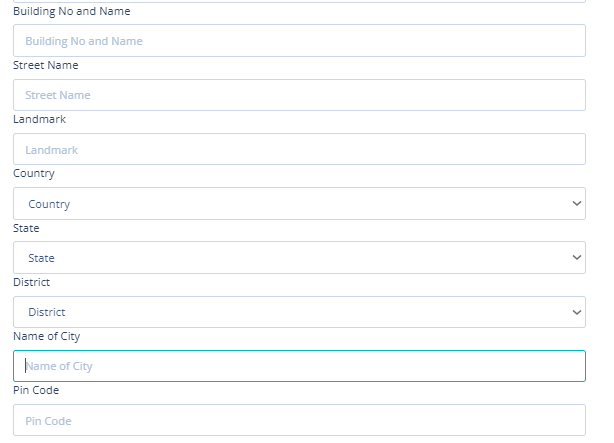 Building No and Name
Building No and Name
Street Name
Street Name
Landmark
Landmark
Country
Country
State
State
District
District
Name of City
Name of City
Pin Code
Pin Code